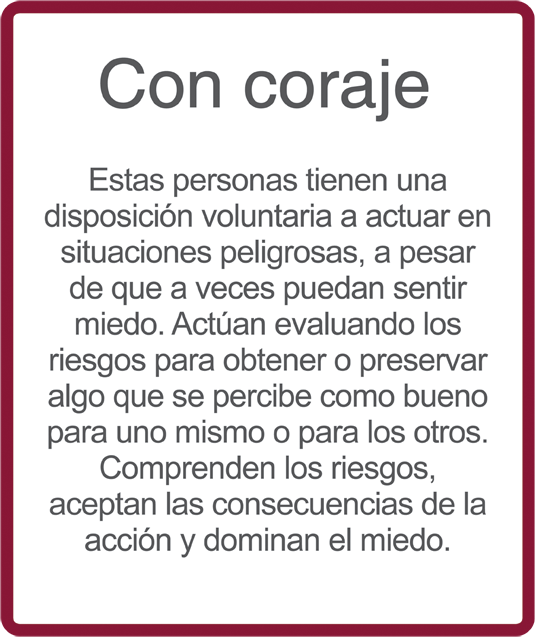 Con coraje
Estas personas tienen una
disposición voluntaria a actuar en
situaciones peligrosas, a pesar
de que a veces puedan sentir
miedo. Actúan evaluando los
riesgos para obtener o preservar
algo que se percibe como bueno
para uno mismo o para los otros.
Comprenden los riesgos,
aceptan las consecuencias de la
acción y dominan el miedo.